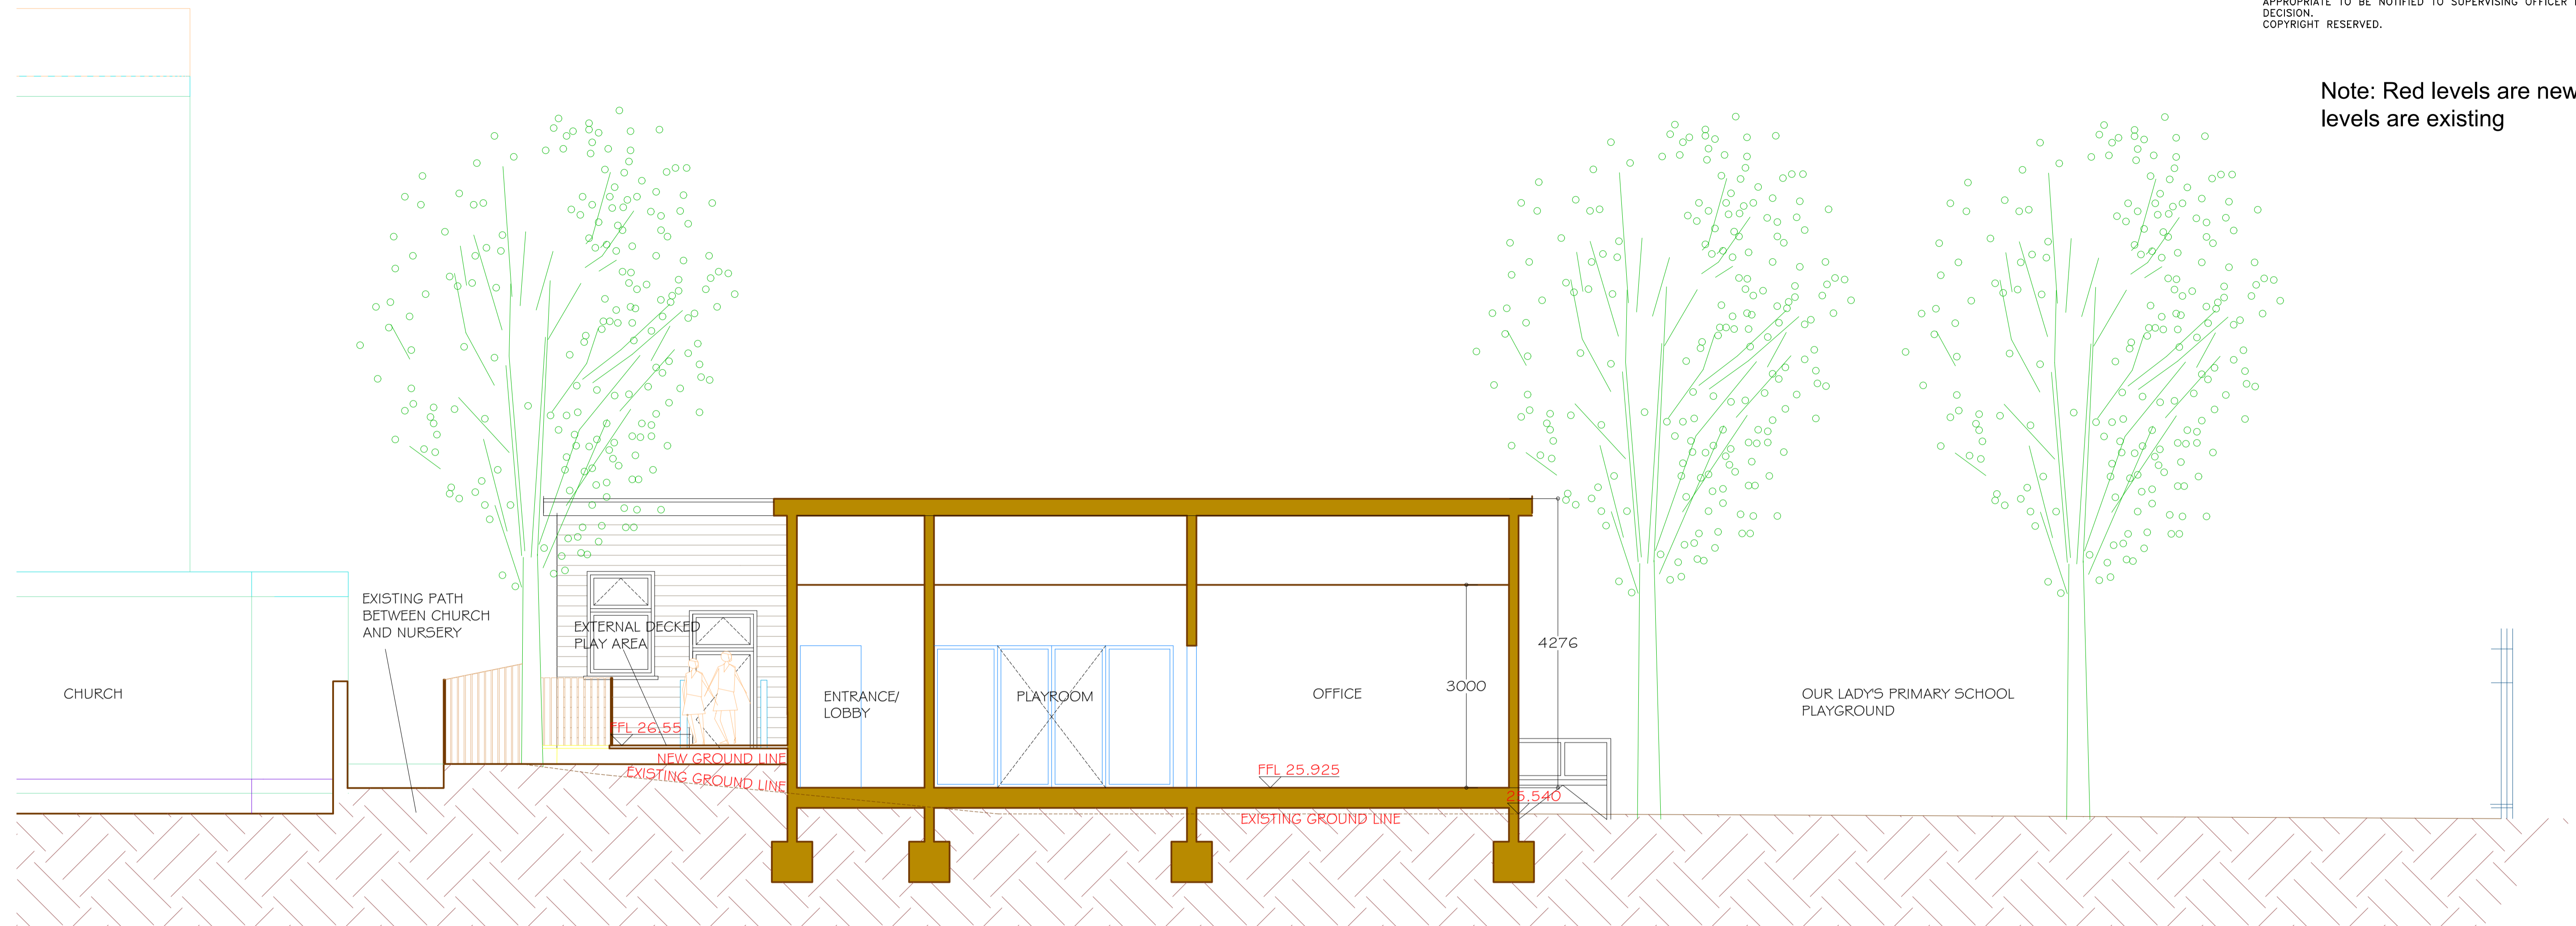 APPROPRIATE TO BE NOTIFIED TO SUPERVISING OFFICER
DECISION.
COPYRIGHT RESERVED.
Note: Red levels are new
levels are existing
EXISTING PATH
BETWEEN CHURCH
AND NURSERY
EXTERNAL DECKED
PLAY AREA
CHURCH
ENTRANCE/
LOBBY
PLAYROOM
OFFICE
3000
4276
OUR LADY'S PRIMARY SCHOOL
PLAYGROUND
FFL 26.55
NEW GROUND LINE
EXISTING GROUND LINE
FFL 25.925
25.540
EXISTING GROUND LINE